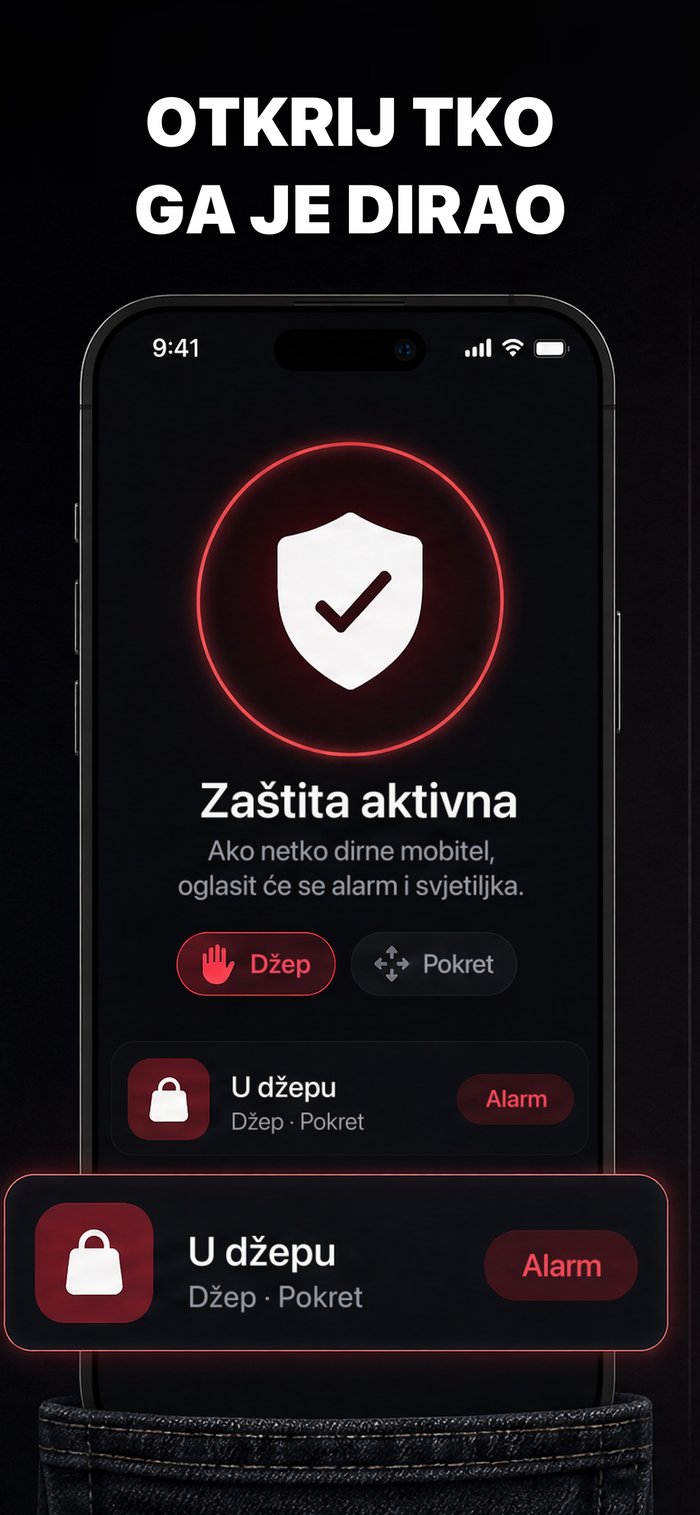 OTKRIJ TKO
GA JE DIRAO
9:41
Zaštita aktivna
Ako netko dirne mobitel,
oglasit će se alarm i svjetiljka.
Džep
Pokret
U džepu
Džep · Pokret
Alarm
U džepu
Džep · Pokret
Alarm